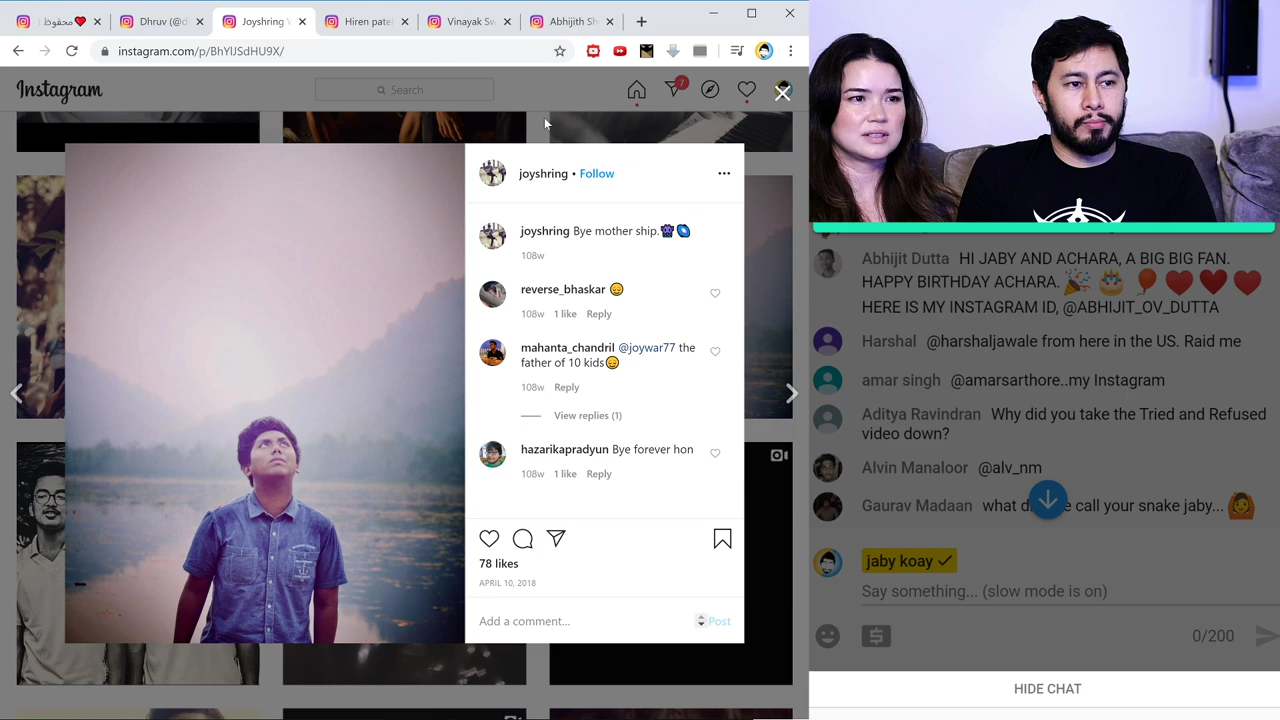 محفوظ ❤️
Dhruv (@d
Joyshring
Hiren pate
Vinayak Sw
Abhijith Sh
instagram.com/p/BhYlJSdHU9X/
Instagram
Search
7
joyshring • Follow
joyshring Bye mother ship.
108w
reverse_bhaskar 😑
108w 1 like Reply
mahanta_chandril @joywar77 the
father of 10 kids😑
108w Reply
View replies (1)
hazarikapradyun Bye forever hon
108w 1 like Reply
78 likes
APRIL 10, 2018
Add a comment...
Post
Abhijit Dutta HI JABY AND ACHARA, A BIG BIG FAN.
HAPPY BIRTHDAY ACHARA. 🎉 🎂 🎈 ❤️ ❤️ ❤️
HERE IS MY INSTAGRAM ID, @ABHIJIT_OV_DUTTA
Harshal @harshaljawale from here in the US. Raid me
amar singh @amarsarthore..my Instagram
Aditya Ravindran Why did you take the Tried and Refused
video down?
Alvin Manaloor @alv_nm
Gaurav Madaan what d e call your snake jaby... 🙆
jaby koay ✓
Say something... (slow mode is on)
0/200
HIDE CHAT